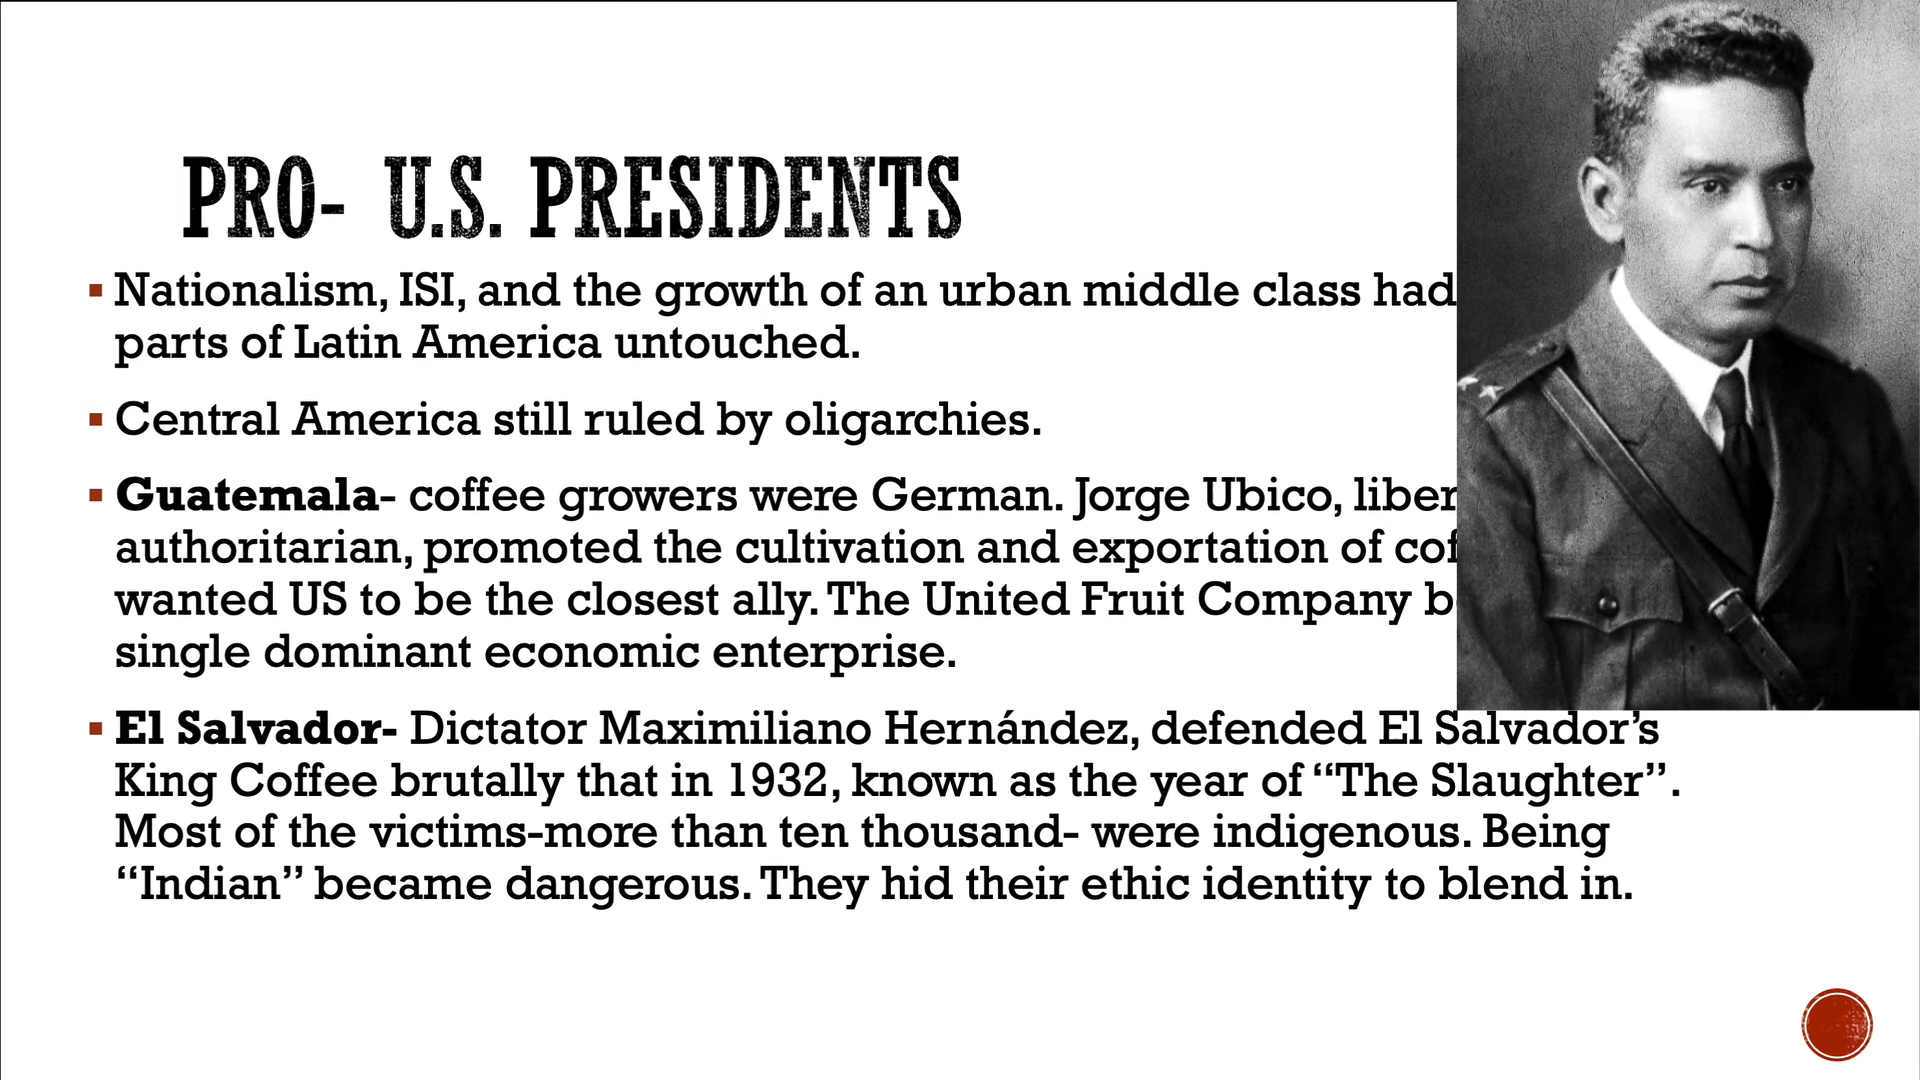 PRO- U.S. PRESIDENTS
Nationalism, ISI, and the growth of an urban middle class had
parts of Latin America untouched.
Central America still ruled by oligarchies.
Guatemala- coffee growers were German. Jorge Ubico,
authoritarian, promoted the cultivation and exportation of
wanted US to be the closest ally. The United Fruit Company
single dominant economic enterprise.
El Salvador- Dictator Maximiliano Hernández, defended El Salvador’s
King Coffee brutally that in 1932, known as the year of “The Slaughter”.
Most of the victims-more than ten thousand- were indigenous. Being
“Indian” became dangerous. They hid their ethic identity to blend in.